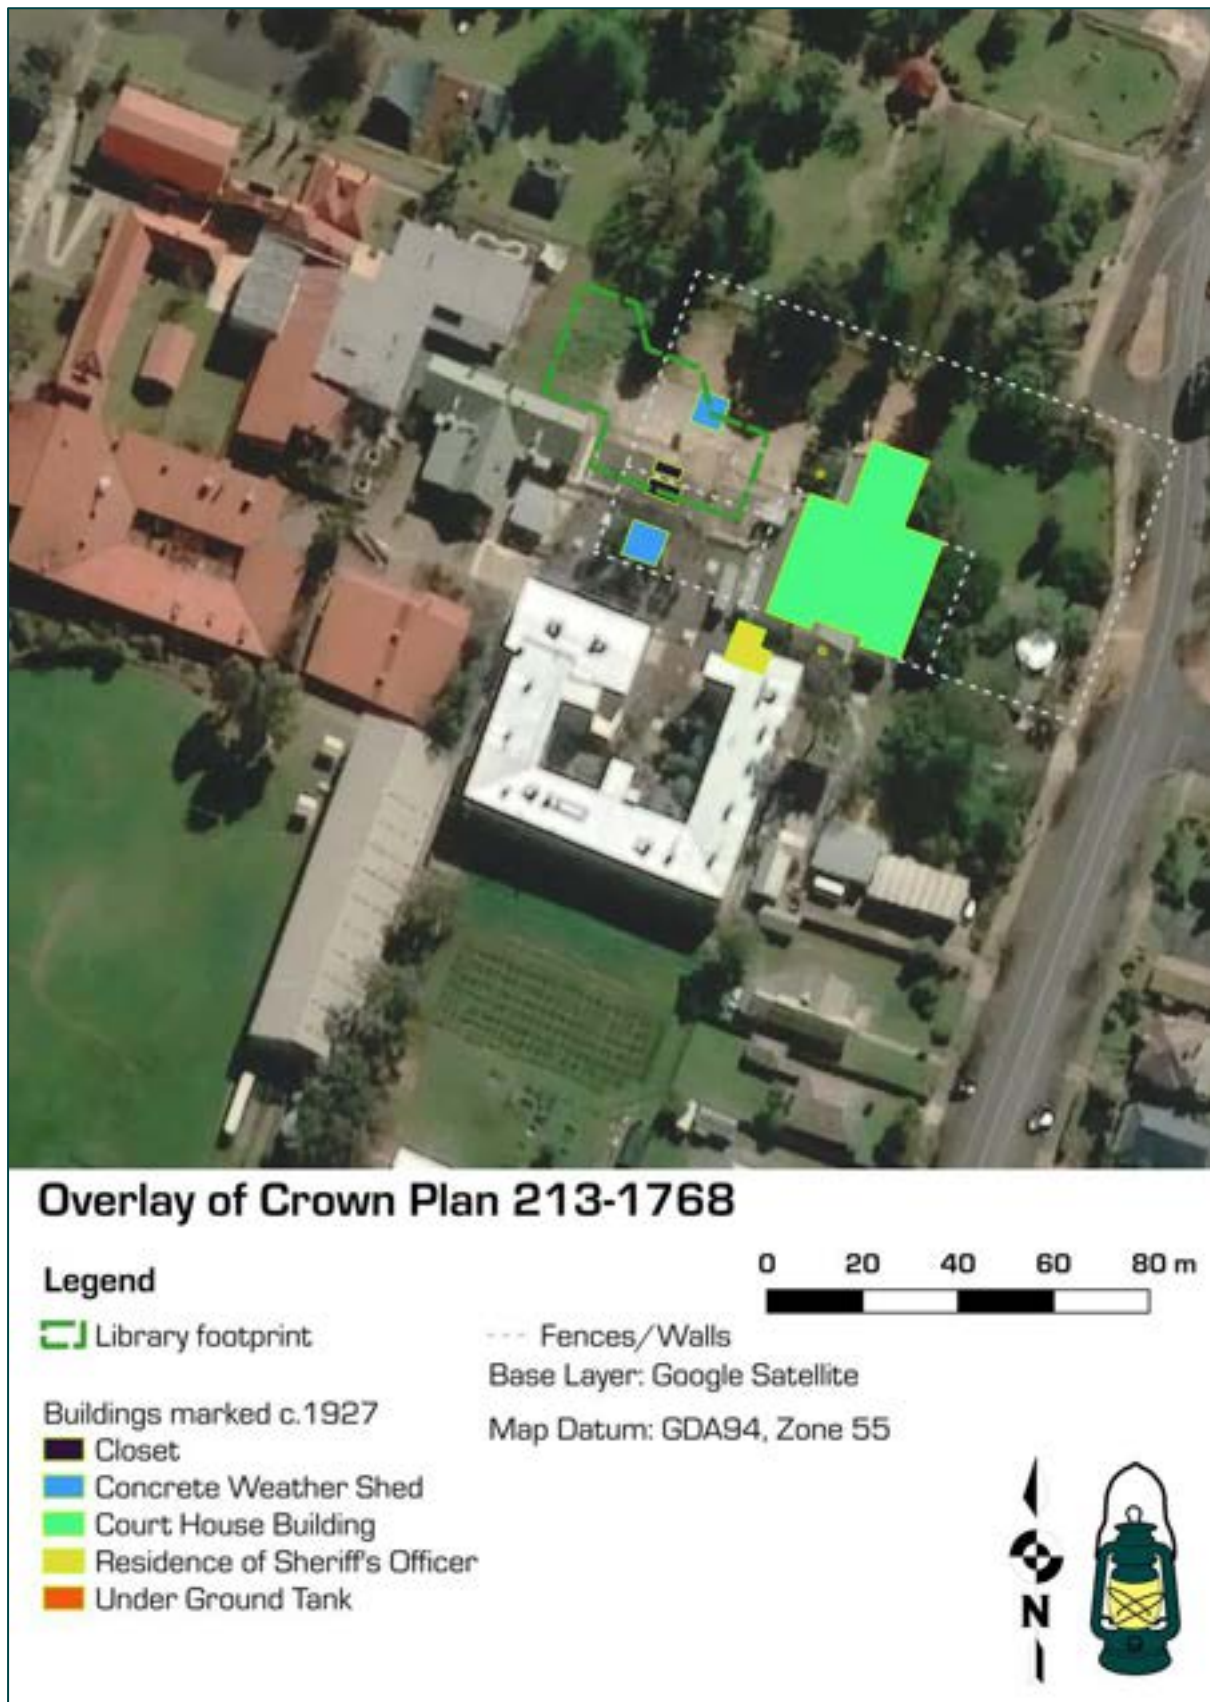 Overlay of Crown Plan 213-1768
Legend
0 20 40 60 80 m
Library footprint
Fences/Walls
Base Layer: Google Satellite
Buildings marked c.1927
Map Datum: GDA94, Zone 55
Closet
Concrete Weather Shed
Court House Building
Residence of Sheriff's Officer
Under Ground Tank
N